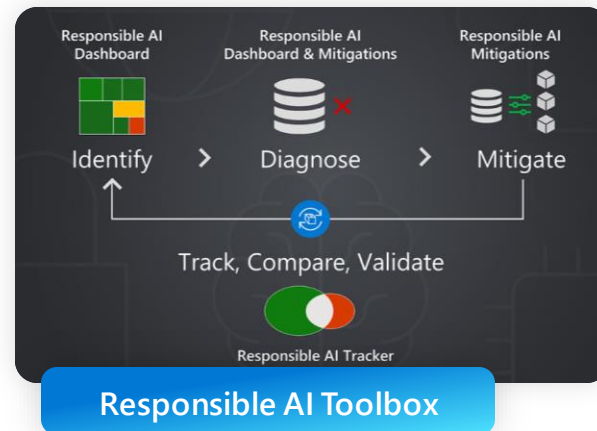 Responsible AI
Dashboard
Responsible AI
Dashboard & Mitigations
Responsible AI
Mitigations
Identify > Diagnose > Mitigate
Track, Compare, Validate
Responsible AI Tracker
Responsible AI Toolbox